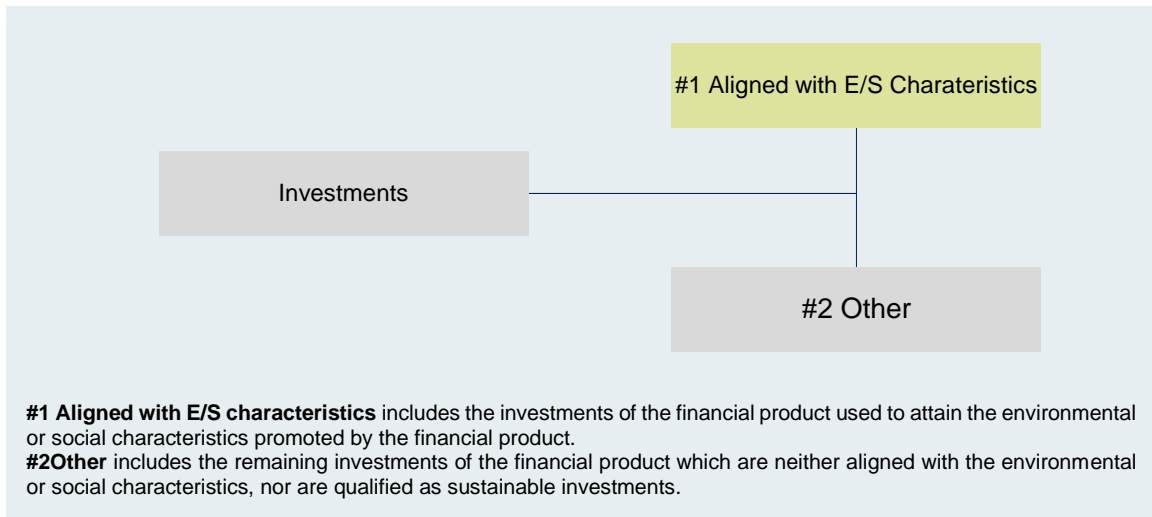 #1 Aligned with E/S Charateristics
Investments
#2 Other
#1 Aligned with E/S characteristics includes the investments of the financial product used to attain the environmental
or social characteristics promoted by the financial product.
#2Other includes the remaining investments of the financial product which are neither aligned with the environmental
or social characteristics, nor are qualified as sustainable investments.